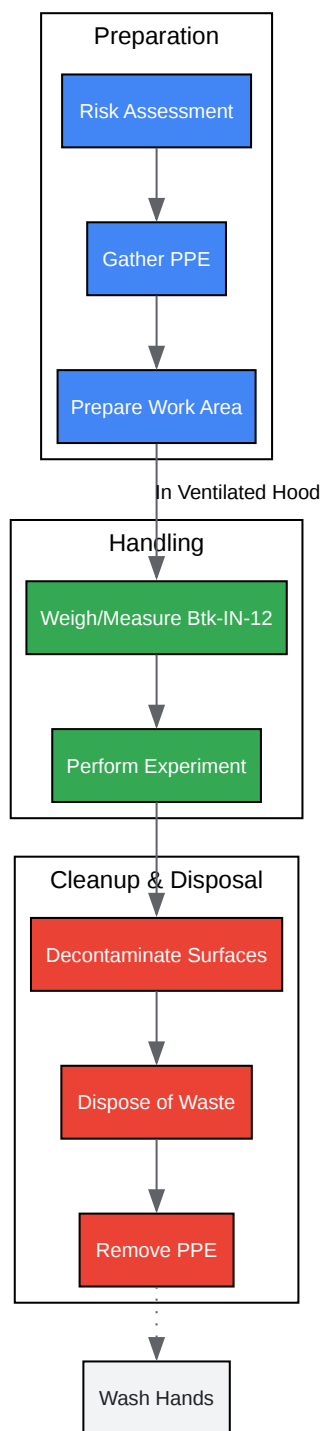 Preparation
Risk Assessment
Gather PPE
Prepare Work Area
In Ventilated Hood
Handling
Weigh/Measure Btk-IN-12
Perform Experiment
Cleanup & Disposal
Decontaminate Surfaces
Dispose of Waste
Remove PPE
Wash Hands